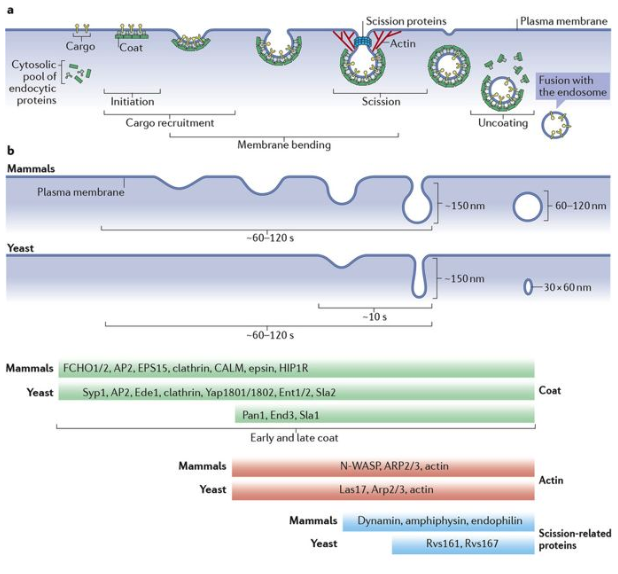 a
Scission proteins
Plasma membrane
Cargo
Coat
Actin
Cytosolic
pool of
endocytic
proteins
Fusion with
the endosome
Initiation
Scission
Uncoating
Cargo recruitment
Membrane bending
b
Mammals
Plasma membrane
~150 nm
60–120 nm
~60–120 s
Yeast
~150 nm
30 × 60 nm
~10 s
~60–120 s
Mammals
FCHO1/2, AP2, EPS15, clathrin, CALM, epsin, HIP1R
Yeast
Syp1, AP2, Ede1, clathrin, Yap1801/1802, Ent1/2, Sla2
Coat
Pan1, End3, Sla1
Early and late coat
Mammals
N-WASP, ARP2/3, actin
Actin
Yeast
Las17, Arp2/3, actin
Mammals
Dynamin, amphiphysin, endophilin
Scission-related
proteins
Yeast
Rvs161, Rvs167